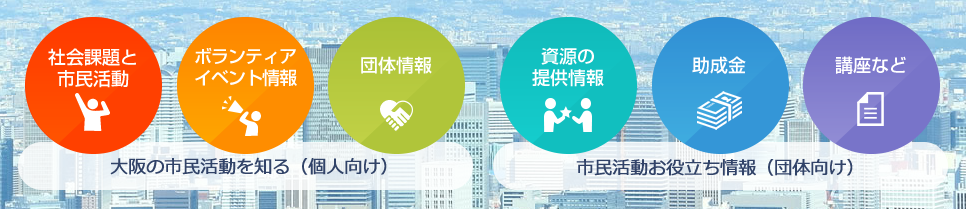 社会課題と
市民活動
ボランティア
イベント情報
団体情報
大阪の市民活動を知る（個人向け）
資源の
提供情報
助成金
講座など
市民活動お役立ち情報（団体向け）